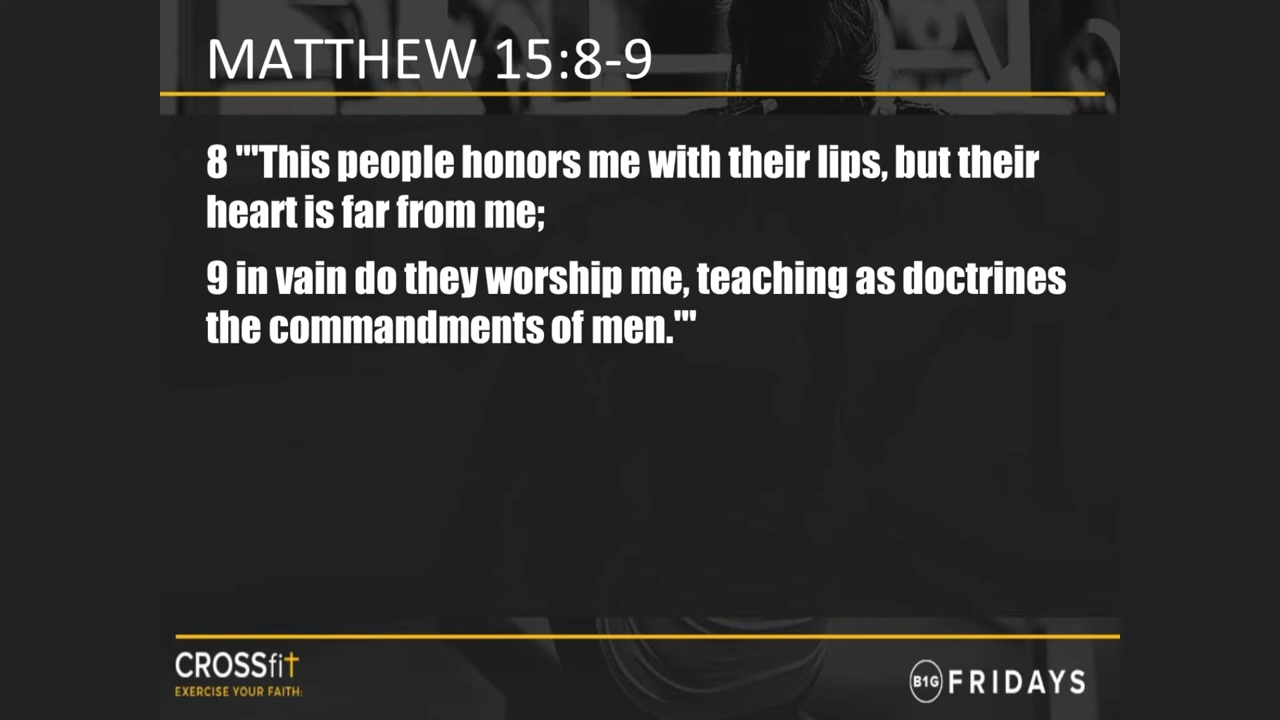 MATTHEW 15:8-9
8 "'This people honors me with their lips, but their
heart is far from me;
9 in vain do they worship me, teaching as doctrines
the commandments of men.'"
CROSSfit
EXERCISE YOUR FAITH:
B1G FRIDAYS